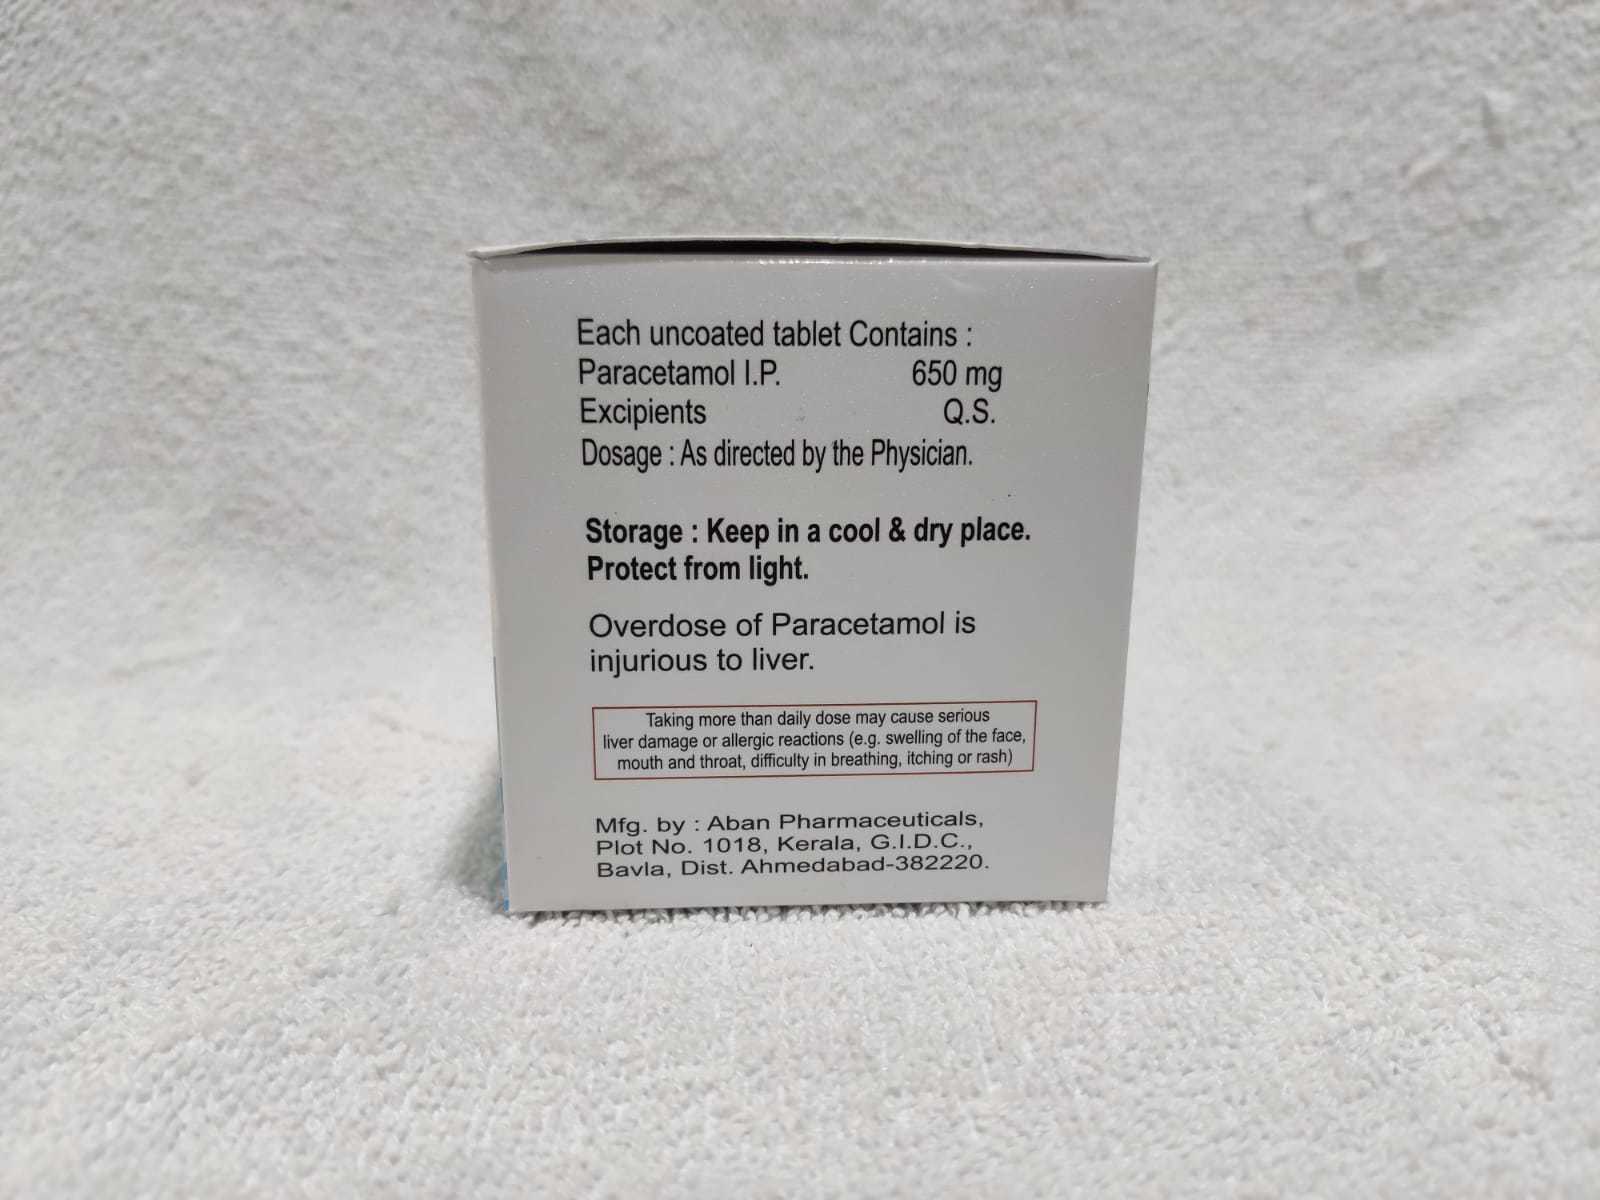 Each uncoated tablet Contains :
Paracetamol I.P. 650 mg
Excipients Q.S.
Dosage : As directed by the Physician.
Storage : Keep in a cool & dry place.
Protect from light.
Overdose of Paracetamol is
injurious to liver.
Taking more than daily dose may cause serious
liver damage or allergic reactions (e.g. swelling of the face,
mouth and throat, difficulty in breathing, itching or rash)
Mfg. by : Aban Pharmaceuticals,
Plot No. 1018, Kerala, G.I.D.C.,
Bavla, Dist. Ahmedabad-382220.